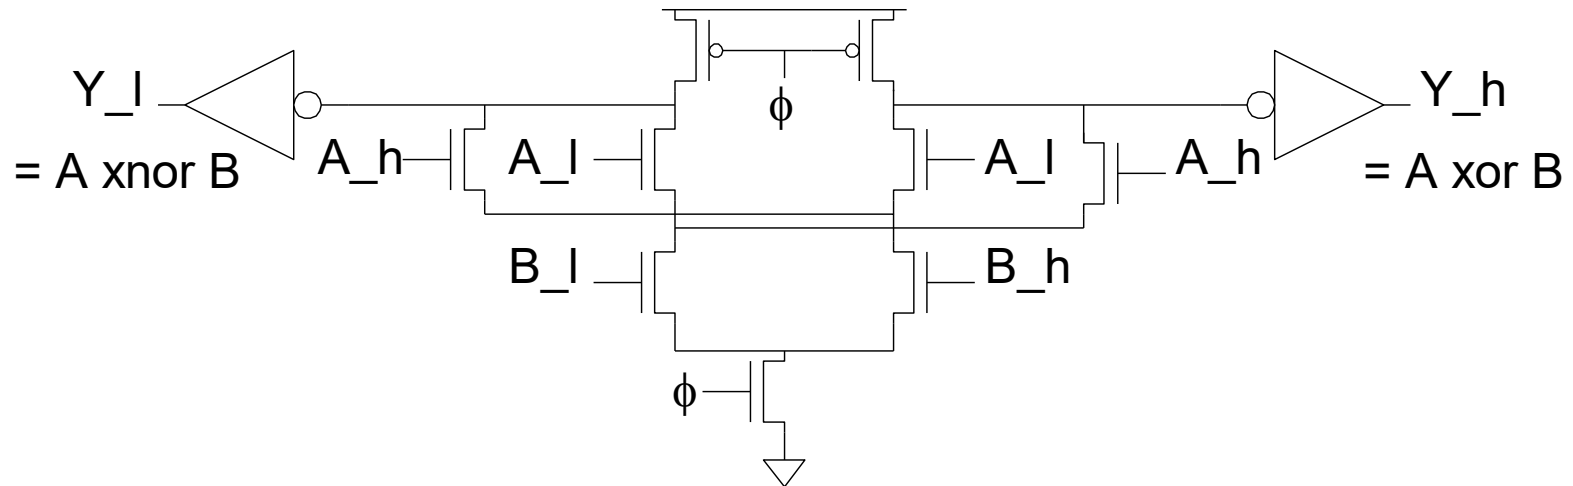 Y_l
Y_h
ϕ
= A xnor B
A_h
A_l
A_l
A_h
= A xor B
B_l
B_h
ϕ